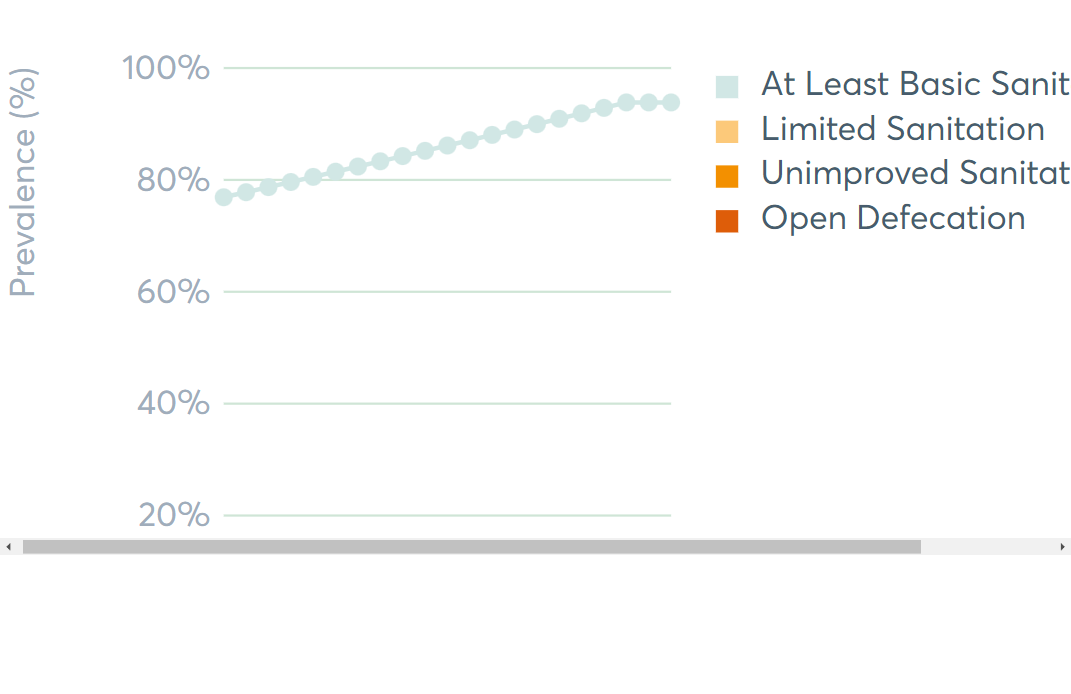 Prevalence (%)
100%
80%
60%
40%
20%
At Least Basic Sanit
Limited Sanitation
Unimproved Sanitat
Open Defecation